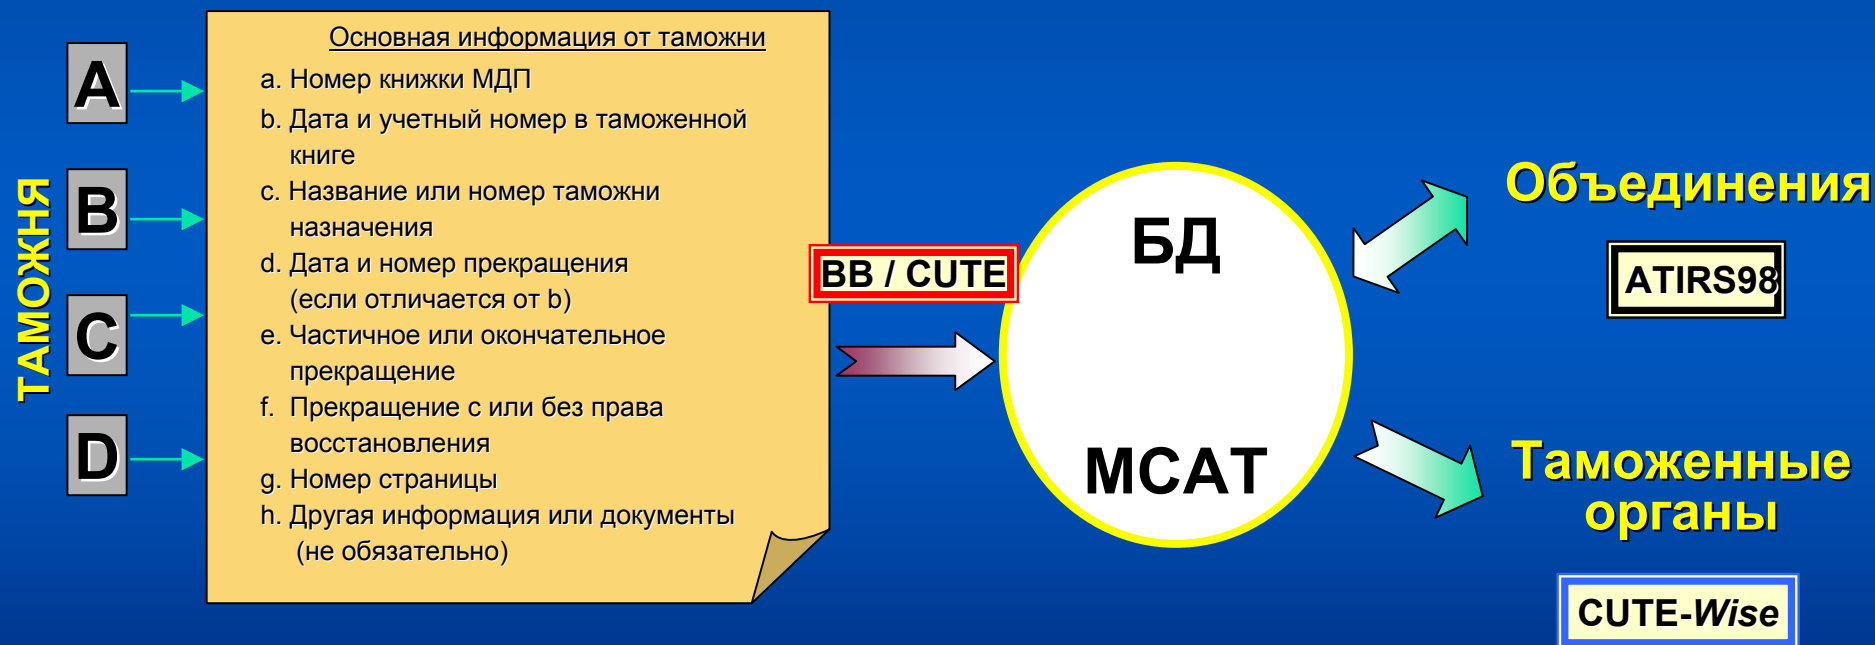 ТАМОЖНЯ
A
B
C
D
Основная информация от таможни
a. Номер книжки МДП
b. Дата и учетный номер в таможенной
книге
c. Название или номер таможни
назначения
d. Дата и номер прекращения
(если отличается от b)
e. Частичное или окончательное
прекращение
f. Прекращение с или без права
восстановления
g. Номер страницы
h. Другая информация или документы
(не обязательно)
BB / CUTE
БД
МСАТ
Объединения
ATIRS98
Таможенные
органы
CUTE-Wise